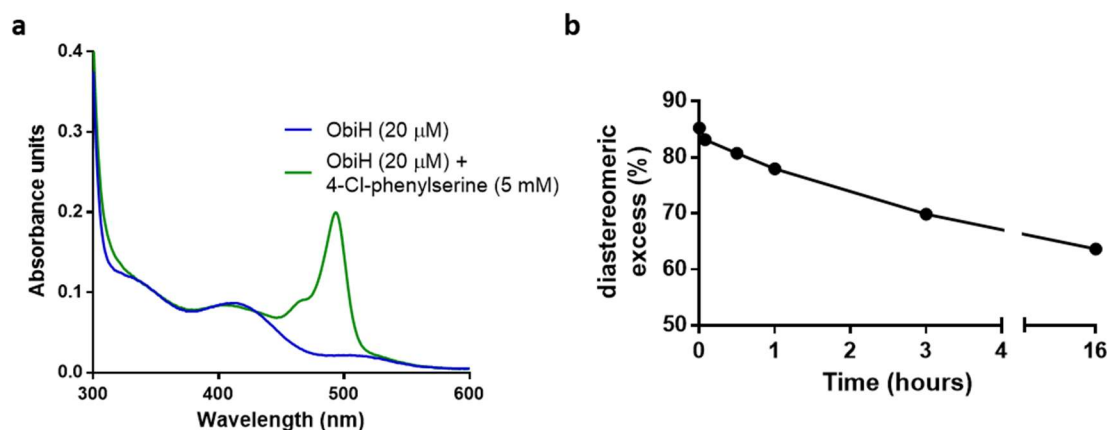 a
0.4
0.3
0.2
0.1
0.0
Absorbance units
300
400
500
600
Wavelength (nm)
ObiH (20 μM)
ObiH (20 μM) +
4-Cl-phenylserine (5 mM)
b
90
80
70
60
50
diastereomeric
excess (%)
0
1
2
3
4
16
Time (hours)